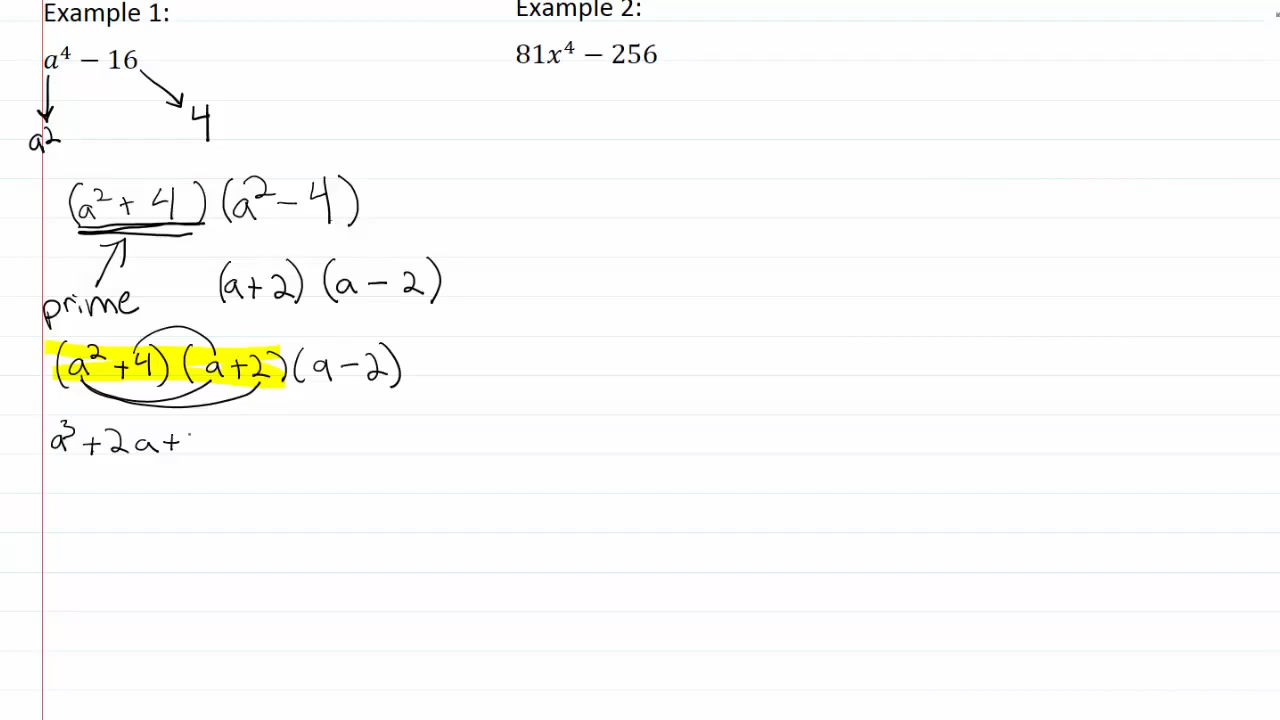 Example 1:
a⁴ − 16
a²
4
(a² + 4)(a² − 4)
prime
(a+2)(a − 2)
(a² + 4)(a+2)(a − 2)
a³ + 2a +
Example 2:
81x⁴ − 256